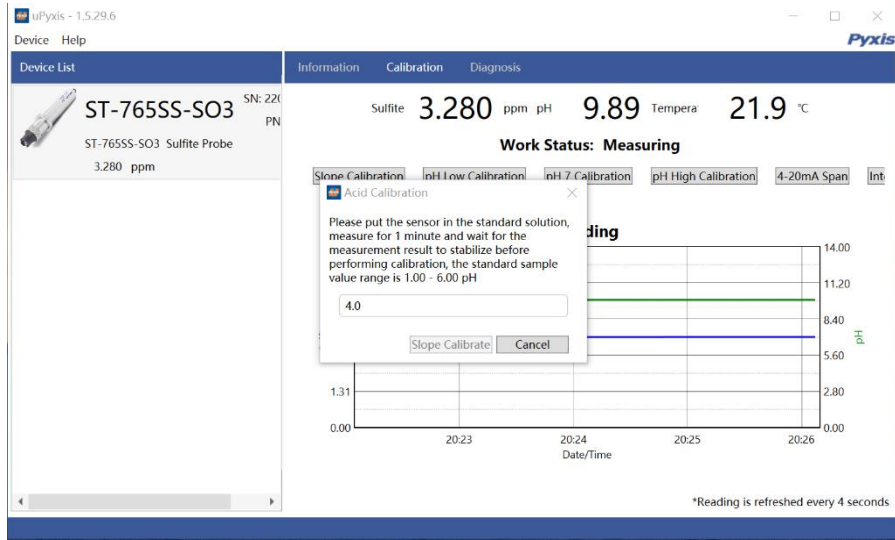 uPyxis - 1.5.29.6
Device Help
Pyxis
Device List
Information Calibration Diagnosis
ST-765SS-SO3
SN: 220
PN
ST-765SS-SO3 Sulfite Probe
3.280 ppm
Sulfite 3.280 ppm pH 9.89 Tempera 21.9 ℃
Work Status: Measuring
Slope Calibration pH Low Calibration pH 7 Calibration pH High Calibration 4-20mA Span Int
Acid Calibration
Please put the sensor in the standard solution,
measure for 1 minute and wait for the
measurement result to stabilize before
performing calibration, the standard sample
value range is 1.00 - 6.00 pH
4.0
Slope Calibrate Cancel
ding
14.00
11.20
8.40
5.60
2.80
0.00
pH
1.31
0.00
20:23 20:24 20:25 20:26
Date/Time
*Reading is refreshed every 4 seconds